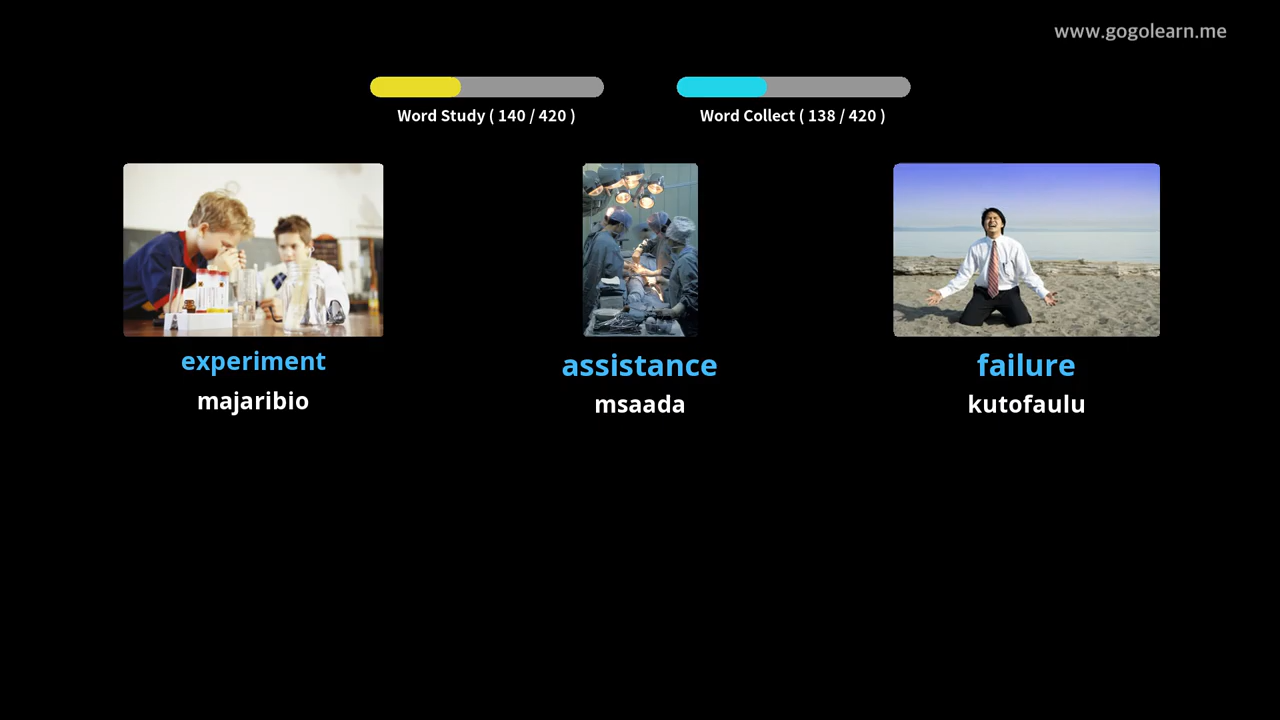 www.gogolearn.me
Word Study ( 140 / 420 )
Word Collect ( 138 / 420 )
experiment
majaribio
assistance
msaada
failure
kutofaulu